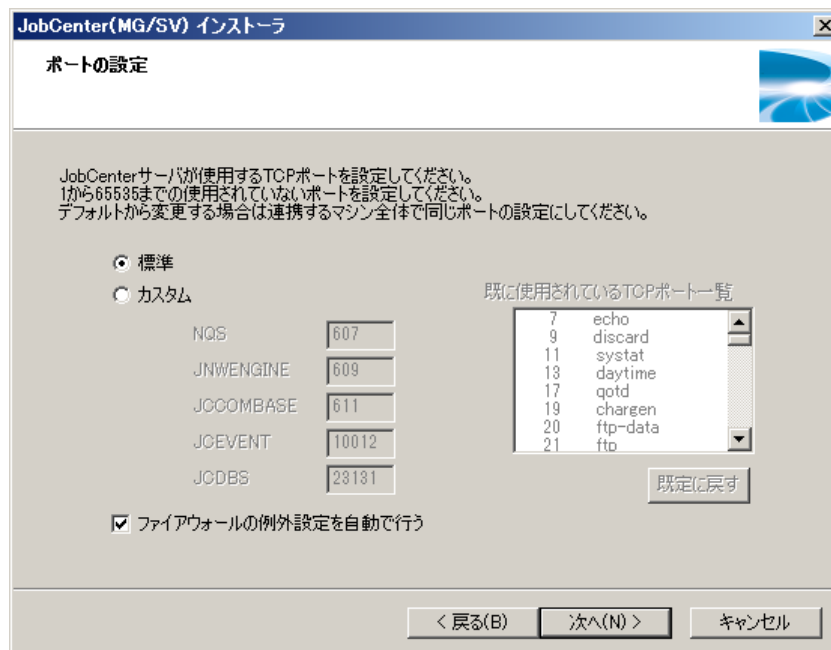 JobCenter(MG/SV) インストーラ
ポートの設定
JobCenterサーバが使用するTCPポートを設定してください。
1から65535までの使用されていないポートを設定してください。
デフォルトから変更する場合は連携するマシン全体で同じポートの設定にしてください。
標準
カスタム
NQS 607
JNWENGINE 609
JCCOMBASE 611
JCEVENT 10012
JCDBS 23131
既に使用されているTCPポート一覧
7 echo
9 discard
11 systat
13 daytime
17 qotd
19 chargen
20 ftp-data
21 ftp
既定に戻す
ファイアウォールの例外設定を自動で行う
< 戻る(B)
次へ(N) >
キャンセル